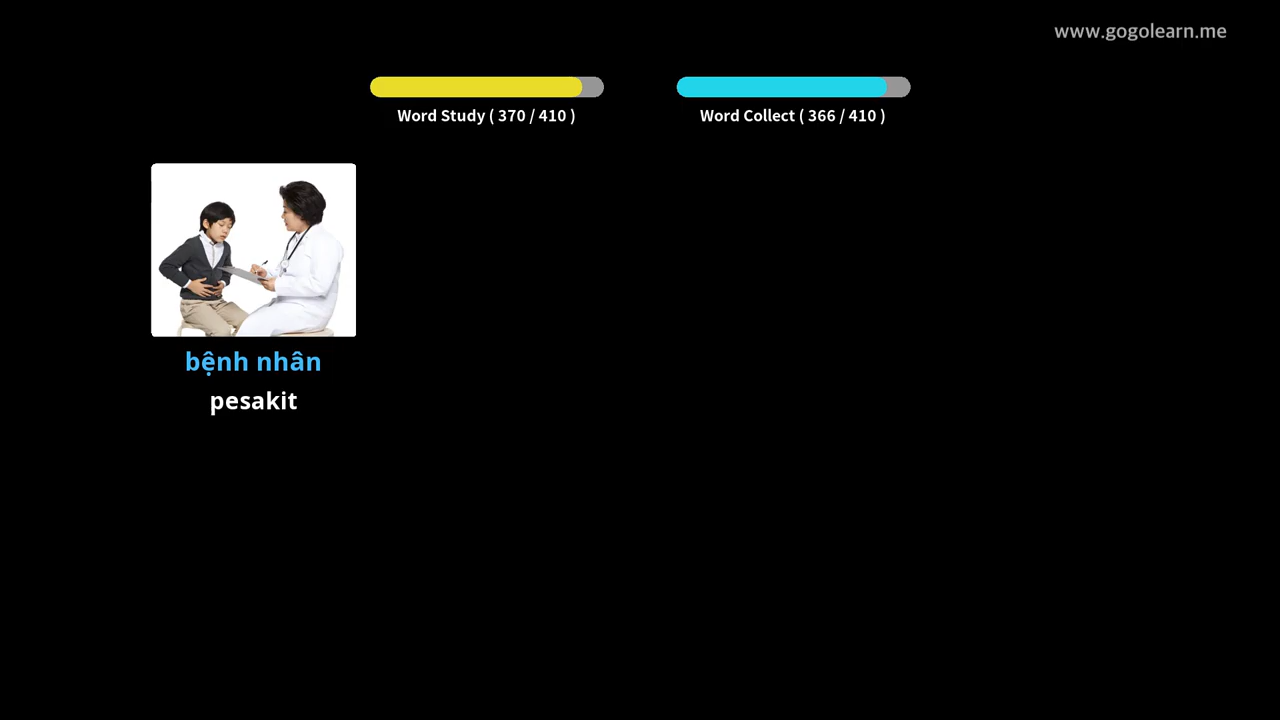 www.gogolearn.me
Word Study ( 370 / 410 )
Word Collect ( 366 / 410 )
bệnh nhân
pesakit